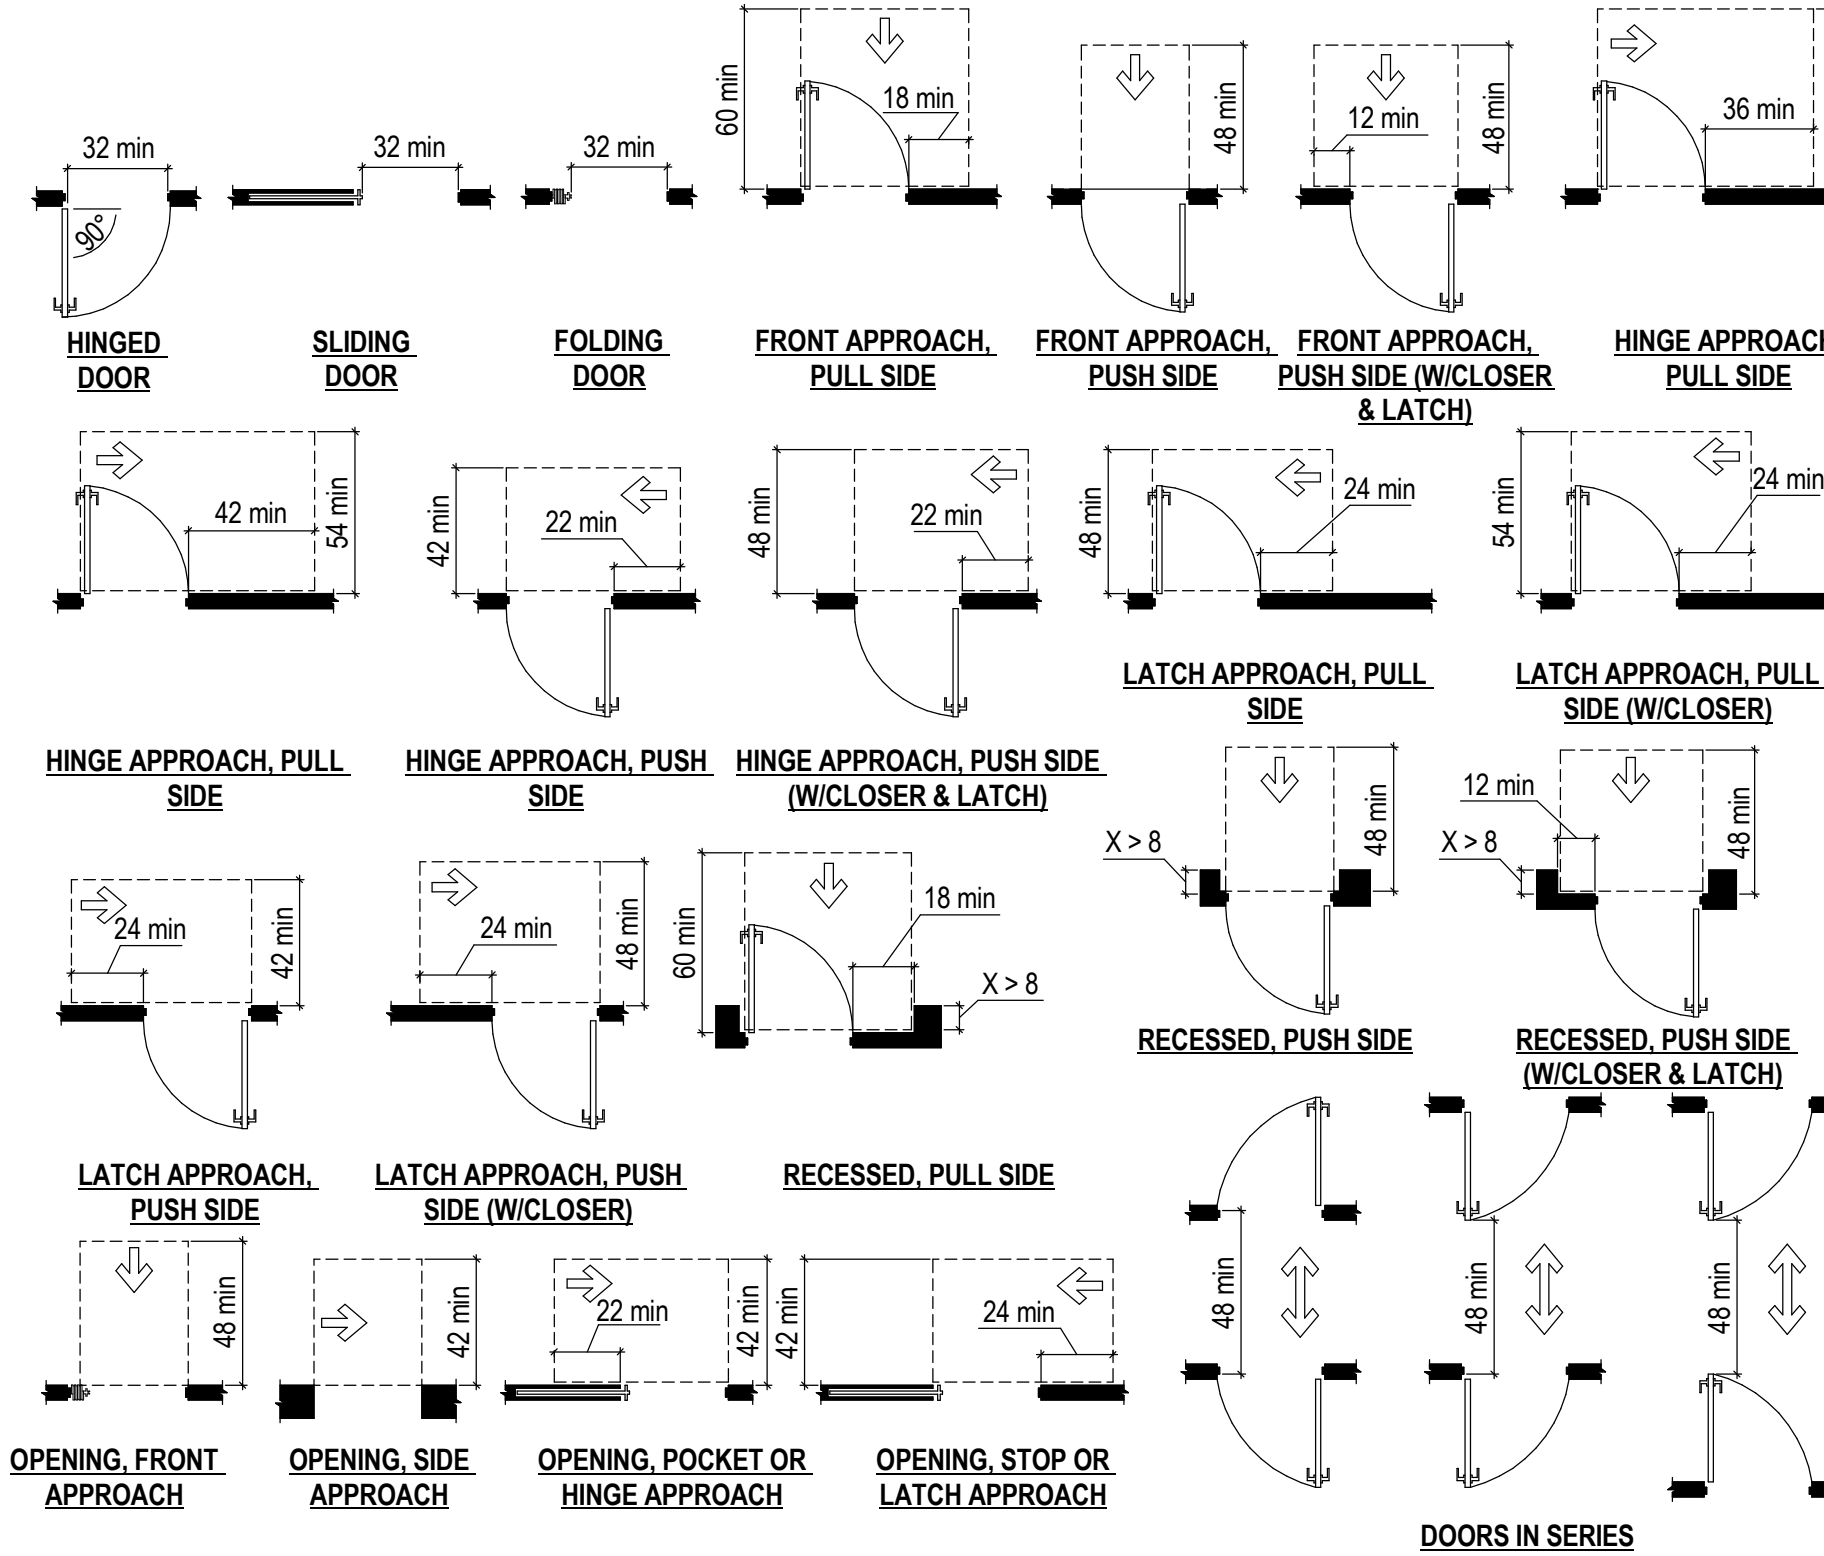 32 min
90°
HINGED
DOOR
32 min
SLIDING
DOOR
32 min
FOLDING
DOOR
60 min
18 min
FRONT APPROACH,
PULL SIDE
48 min
FRONT APPROACH,
PUSH SIDE
12 min
48 min
FRONT APPROACH,
PUSH SIDE (W/CLOSER
& LATCH)
36 min
HINGE APPROACH
PULL SIDE
42 min
54 min
HINGE APPROACH, PULL
SIDE
42 min
22 min
HINGE APPROACH, PUSH
SIDE
48 min
22 min
HINGE APPROACH, PUSH SIDE
(W/CLOSER & LATCH)
48 min
24 min
LATCH APPROACH, PULL
SIDE
54 min
24 min
LATCH APPROACH, PULL
SIDE (W/CLOSER)
24 min
42 min
LATCH APPROACH,
PUSH SIDE
24 min
48 min
LATCH APPROACH, PUSH
SIDE (W/CLOSER)
60 min
18 min
X > 8
RECESSED, PULL SIDE
X > 8
48 min
RECESSED, PUSH SIDE
12 min
X > 8
48 min
RECESSED, PUSH SIDE
(W/CLOSER & LATCH)
48 min
OPENING, FRONT
APPROACH
42 min
OPENING, SIDE
APPROACH
22 min
42 min
OPENING, POCKET OR
HINGE APPROACH
42 min
24 min
OPENING, STOP OR
LATCH APPROACH
48 min
48 min
48 min
DOORS IN SERIES